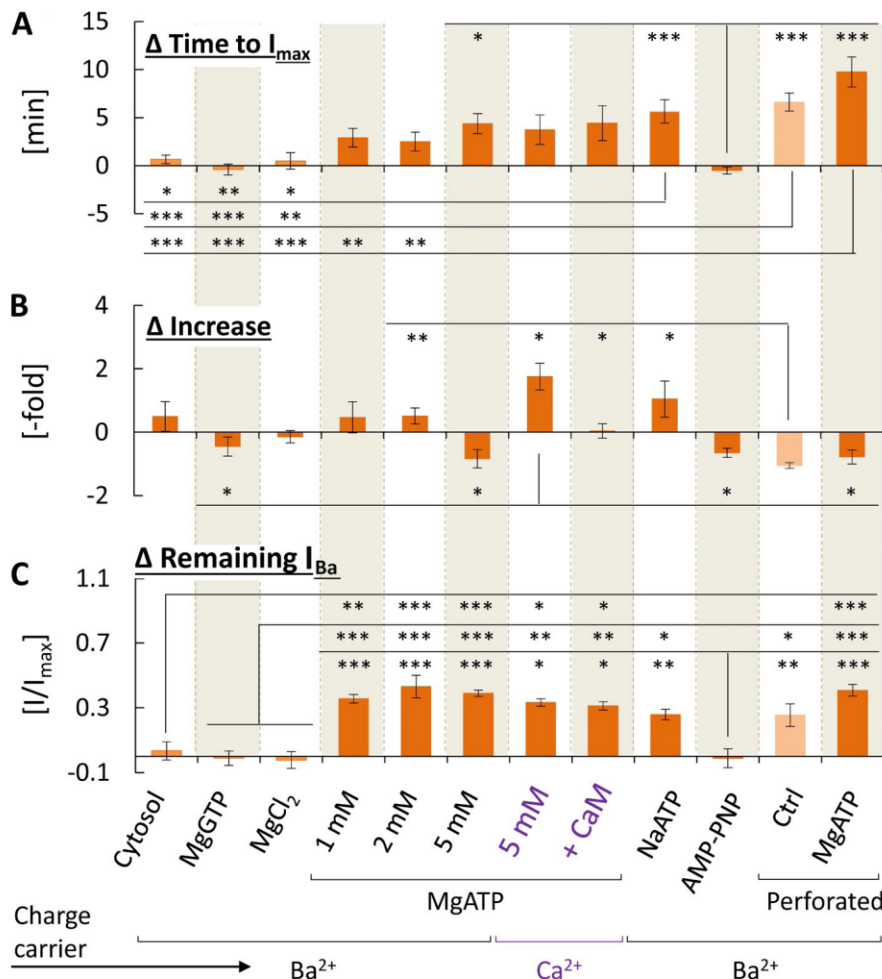 A
Δ Time to Imax
[min]
15
10
5
0
-5
* *** *** ***
* ** *
*** *** **
*** *** *** ** **
B
Δ Increase
[-fold]
4
2
0
-2
** * * *
* * * *
C
Δ Remaining IBa
[I/Imax]
1.1
0.7
0.3
-0.1
** *** *** * * ***
*** *** *** ** ** * * ***
*** *** *** * * ** ** ***
Cytosol
MgGTP
MgCl2
1 mM
2 mM
5 mM
5 mM
+ CaM
NaATP
AMP-PNP
Ctrl
MgATP
MgATP
Perforated
Charge
carrier
Ba2+
Ca2+
Ba2+